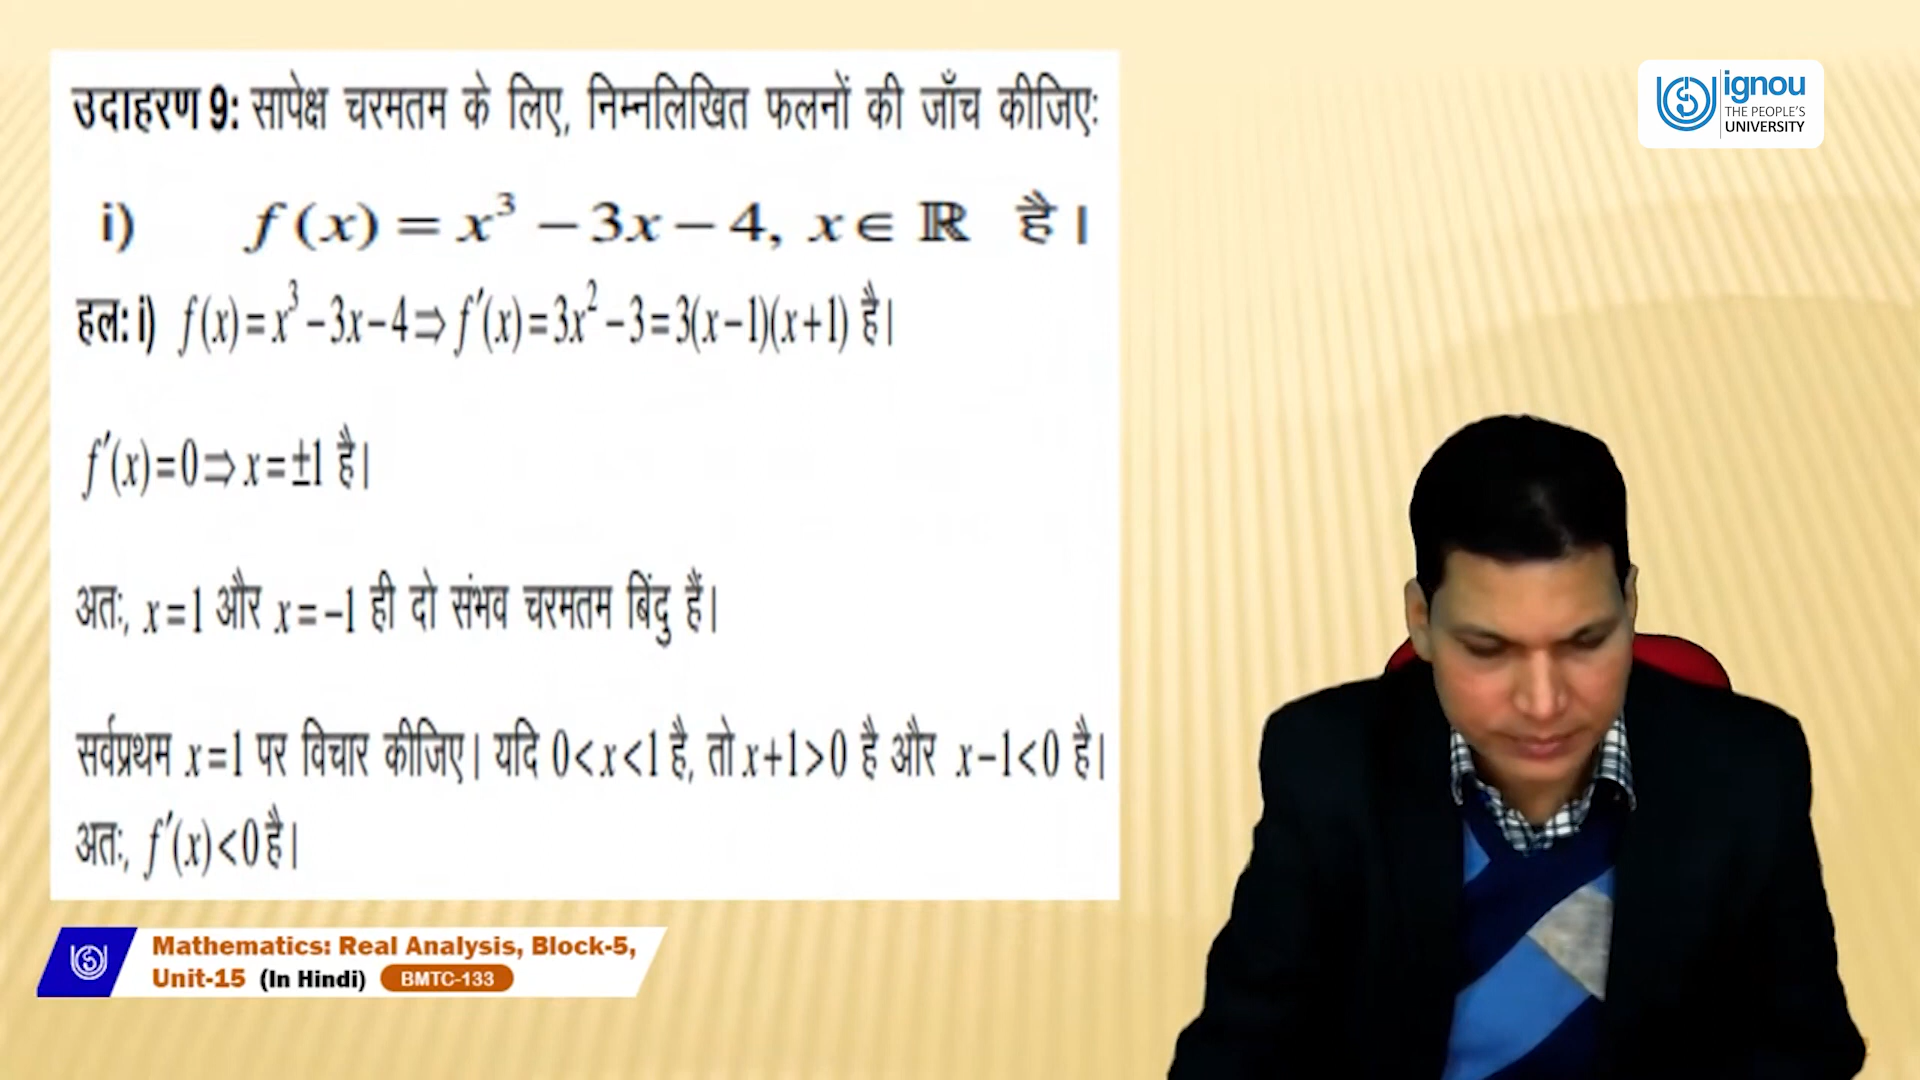 उदाहरण 9: सापेक्ष चरमतम के लिए, निम्नलिखित फलनों की जाँच कीजिए:
i) f(x) = x³ − 3x − 4, x ∈ ℝ है।
हल: i) f(x) = x³ − 3x − 4 ⇒ f′(x) = 3x² − 3 = 3(x−1)(x+1) है।
f′(x) = 0 ⇒ x = ±1 है।
अतः, x = 1 और x = −1 ही दो संभव चरमतम बिंदु हैं।
सर्वप्रथम x = 1 पर विचार कीजिए। यदि 0 < x < 1 है, तो x + 1 > 0 है और x − 1 < 0 है।
अतः, f′(x) < 0 है।
ignou
THE PEOPLE'S
UNIVERSITY
Mathematics: Real Analysis, Block-5,
Unit-15 (In Hindi) BMTC-133